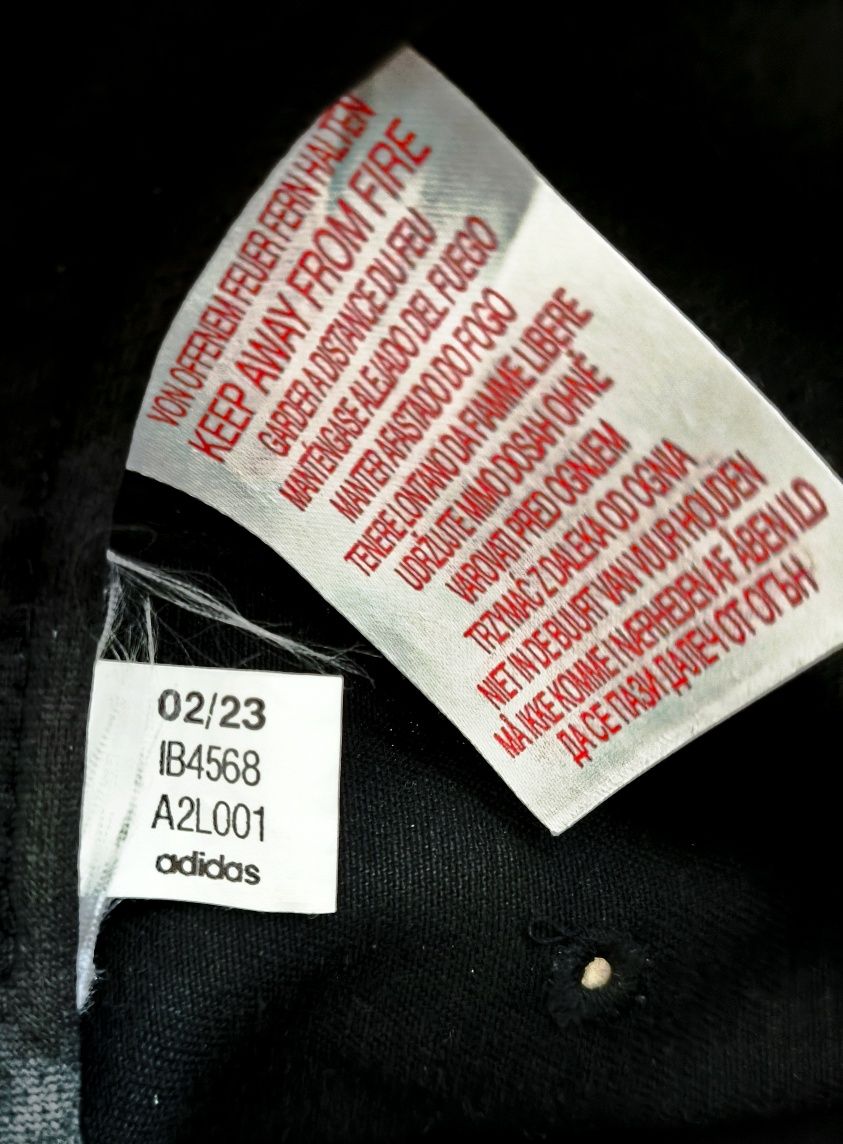 VON OFFENEM FEUER FERN HALTEN
KEEP AWAY FROM FIRE
GARDER A DISTANCE DU FEU
MANTÉNGASE ALEJADO DEL FUEGO
MANTER AFASTADO DO FOGO
TENERE LONTANO DA FIAMME LIBERE
UDRŽUJTE MIMO DOSAH OHNĚ
VAROVATI PRED OGNJEM
TRZYMAĆ Z DALEKA OD OGNIA
NIET IN DE BUURT VAN VUUR HOUDEN
MÅ IKKE KOMME I NÆRHEDEN AF ÅBEN ILD
ДА СЕ ПАЗИ ДАЛЕЧ ОТ ОГЪН
02/23
IB4568
A2L001
adidas